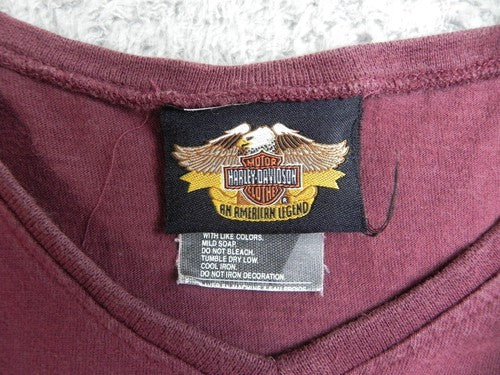 MOTOR
HARLEY-DAVIDSON
CLOTHES
®
AN AMERICAN LEGEND
WITH LIKE COLORS.
MILD SOAP.
DO NOT BLEACH.
TUMBLE DRY LOW.
COOL IRON.
DO NOT IRON DECORATION.